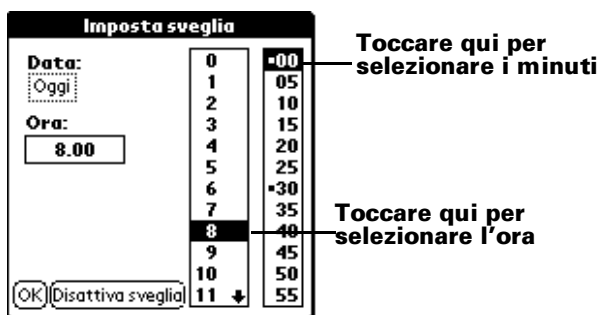 Imposta sveglia
Data:
Oggi
Ora:
8.00
0
1
2
3
4
5
6
7
8
9
10
11
00
05
10
15
20
25
30
35
40
45
50
55
OK
Disattiva sveglia
Toccare qui per
selezionare i minuti
Toccare qui per
selezionare l'ora